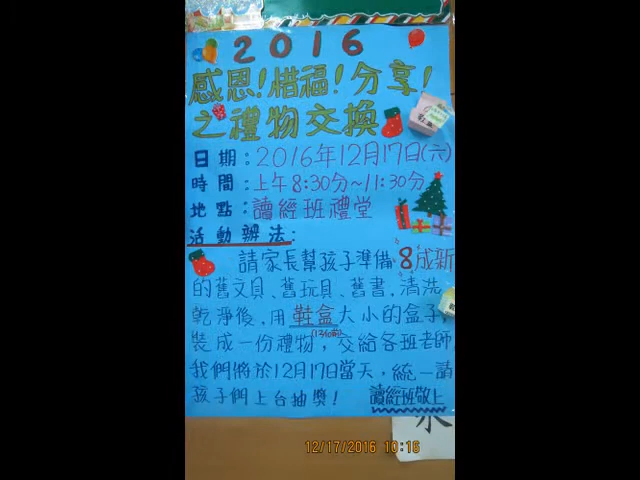 2016
感恩!惜福!分享!
之禮物交換
日期:2016年12月17日(六)
時間:上午8:30分~11:30分
地點:讀經班禮堂
活動辦法:
請家長幫孩子準備8成新
的舊文具、舊玩具、舊書,清洗
乾淨後,用鞋盒大小的盒子,
裝成一份禮物,交給各班老師
我們將於12月17日當天,統一請
孩子們上台抽獎!
讀經班敬上
12/17/2016 10:15